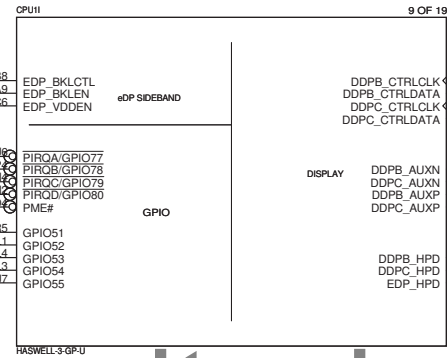 CPU1I
9 OF 19
EDP_BKLCTL
EDP_BKLEN
EDP_VDDEN
eDP SIDEBAND
DDPB_CTRLCLK
DDPB_CTRLDATA
DDPC_CTRLCLK
DDPC_CTRLDATA
PIRQA/GPIO77
PIRQB/GPIO78
PIRQC/GPIO79
PIRQD/GPIO80
PME#
GPIO
DISPLAY
DDPB_AUXN
DDPC_AUXN
DDPB_AUXP
DDPC_AUXP
GPIO51
GPIO52
GPIO53
GPIO54
GPIO55
DDPB_HPD
DDPC_HPD
EDP_HPD
HASWELL-3-GP-U